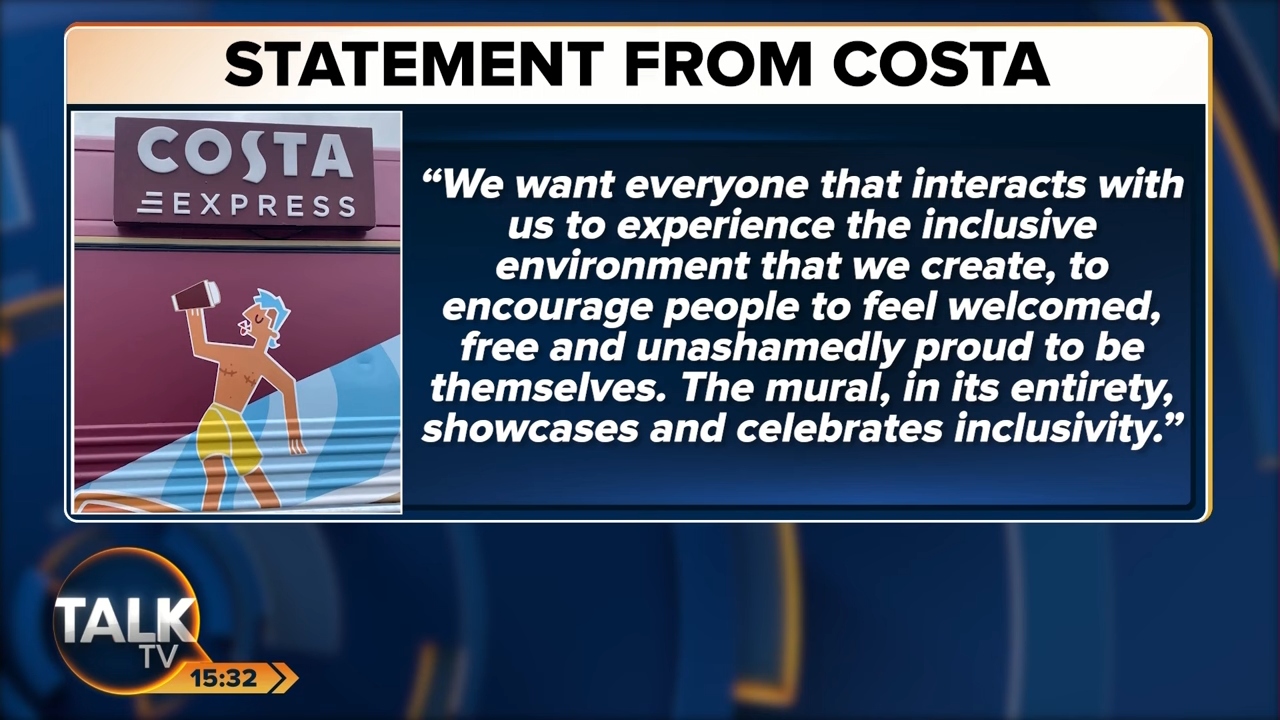 STATEMENT FROM COSTA
COSTA
EXPRESS
“We want everyone that interacts with
us to experience the inclusive
environment that we create, to
encourage people to feel welcomed,
free and unashamedly proud to be
themselves. The mural, in its entirety,
showcases and celebrates inclusivity.”
TALK
TV
15:32